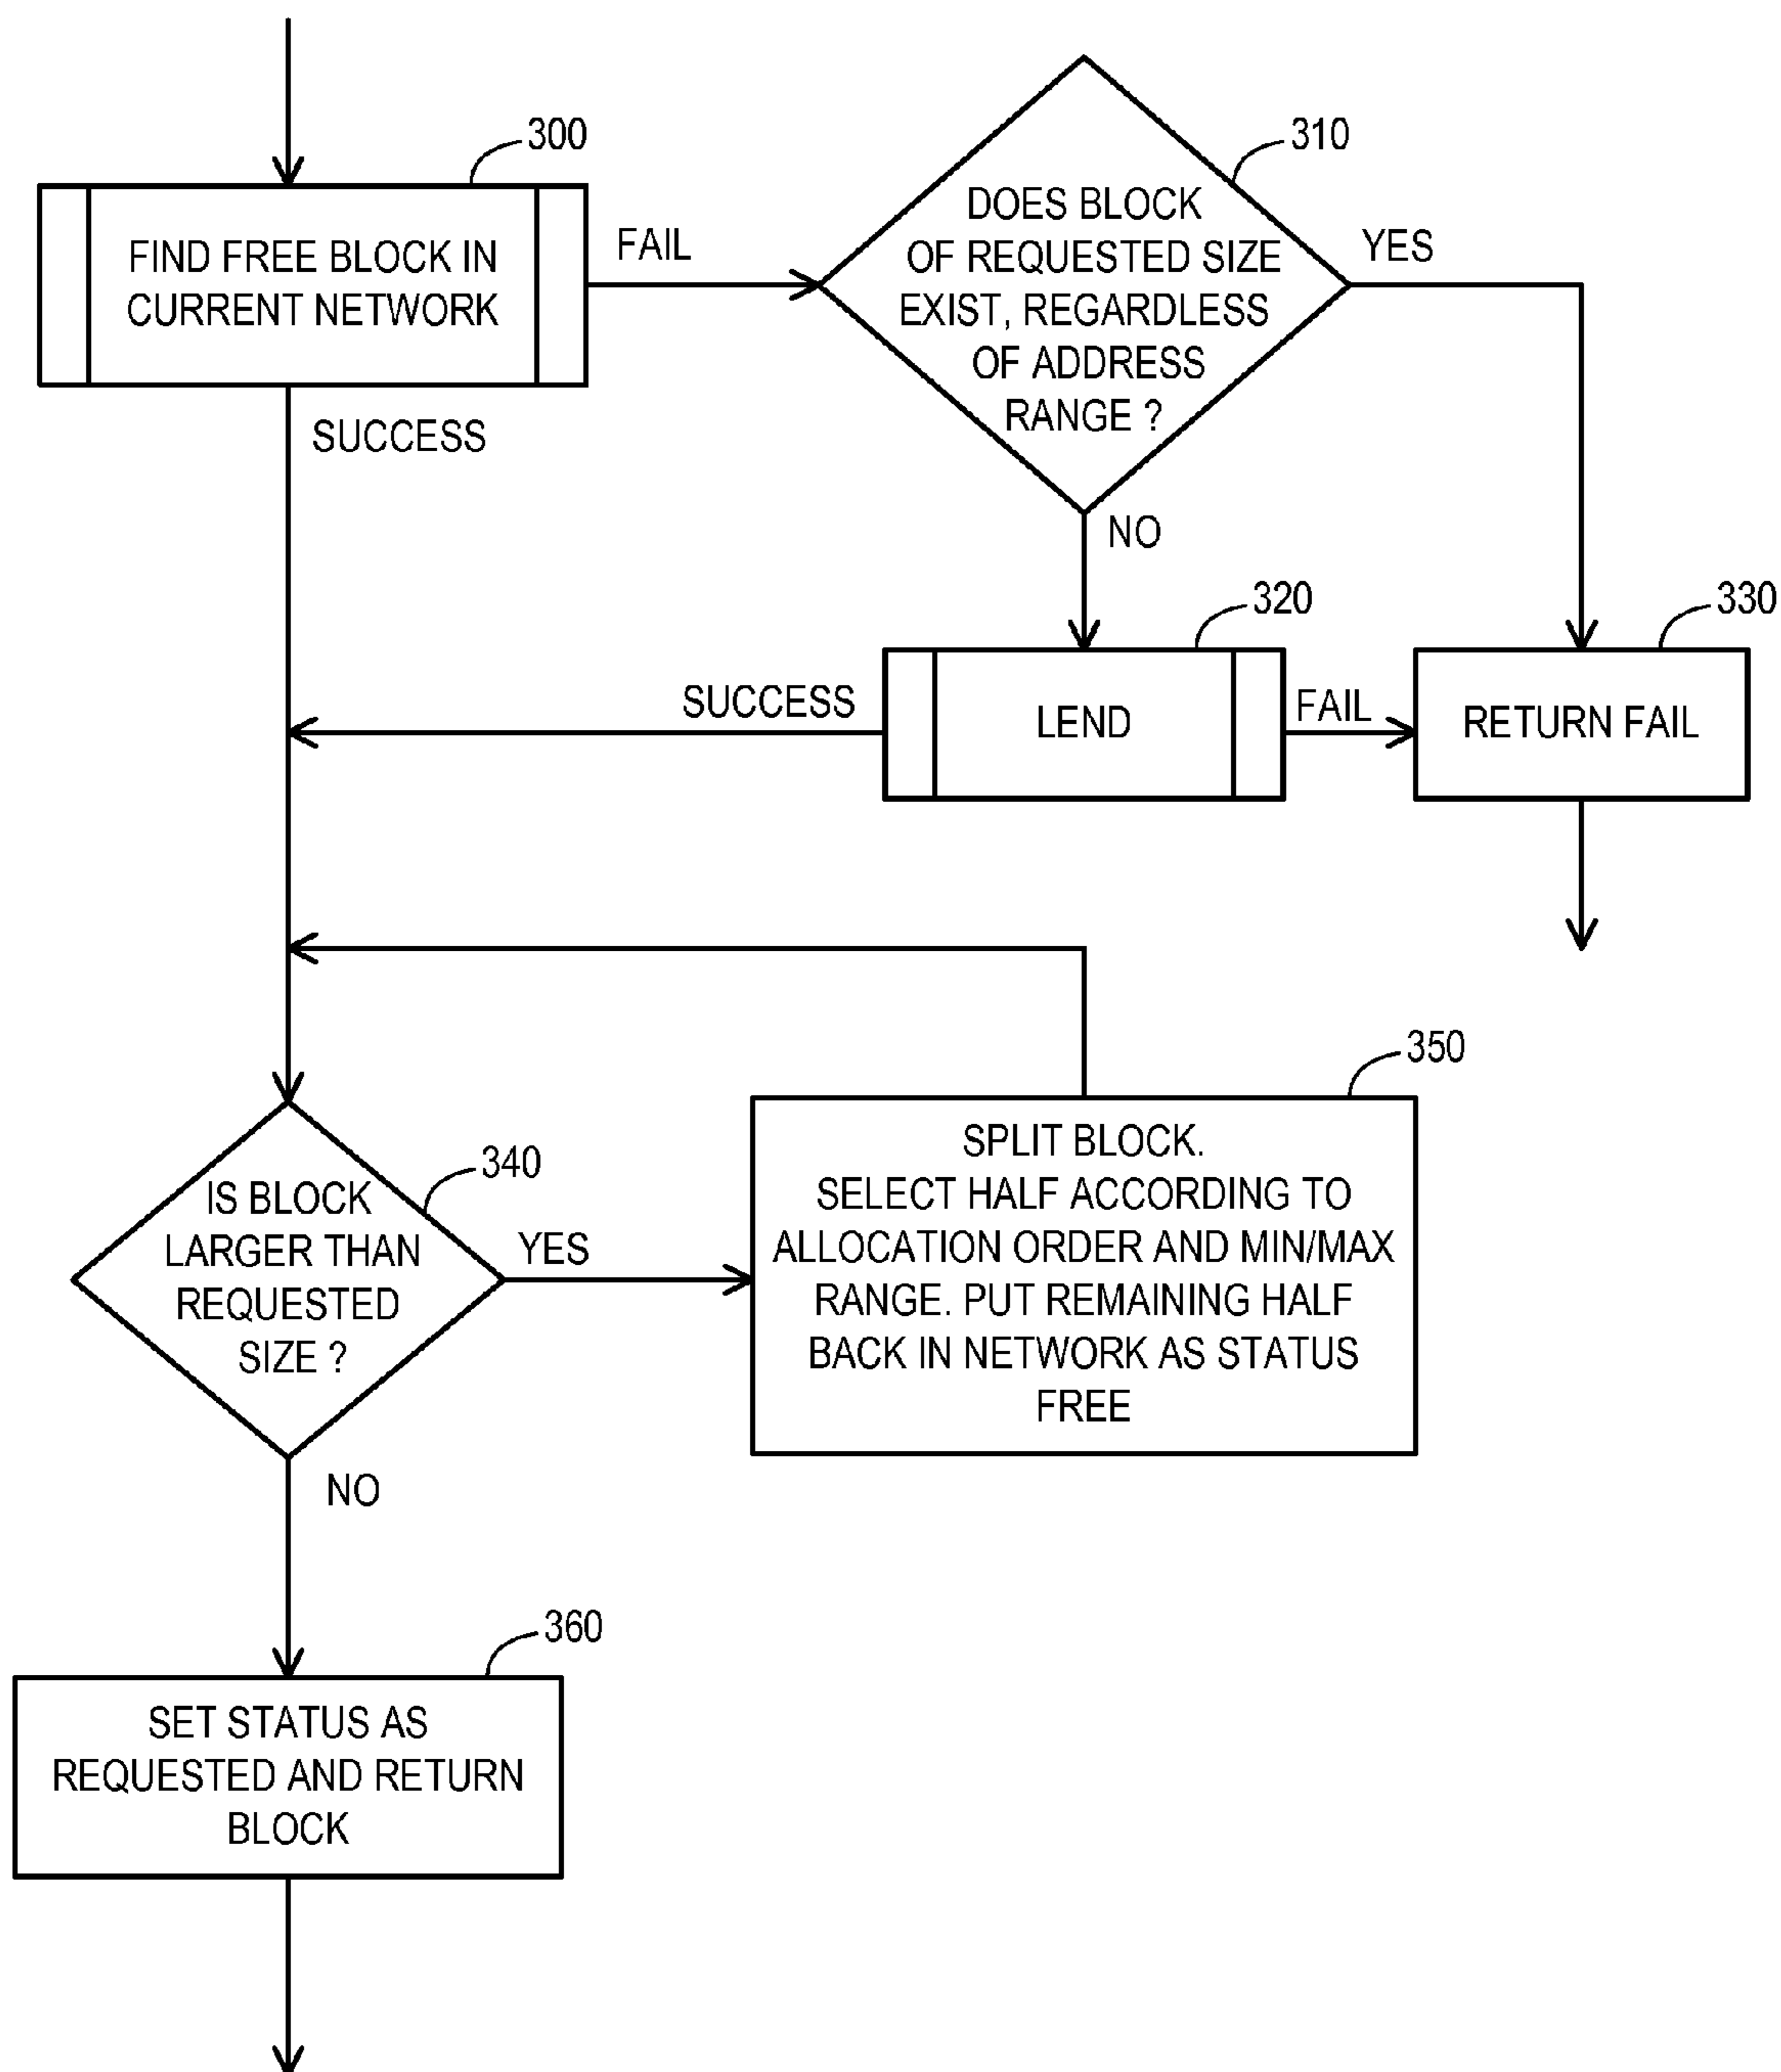 300
FIND FREE BLOCK IN
CURRENT NETWORK
FAIL
SUCCESS
310
DOES BLOCK
OF REQUESTED SIZE
EXIST, REGARDLESS
OF ADDRESS
RANGE ?
YES
NO
320
LEND
SUCCESS
FAIL
330
RETURN FAIL
340
IS BLOCK
LARGER THAN
REQUESTED
SIZE ?
YES
NO
350
SPLIT BLOCK.
SELECT HALF ACCORDING TO
ALLOCATION ORDER AND MIN/MAX
RANGE. PUT REMAINING HALF
BACK IN NETWORK AS STATUS
FREE
360
SET STATUS AS
REQUESTED AND RETURN
BLOCK